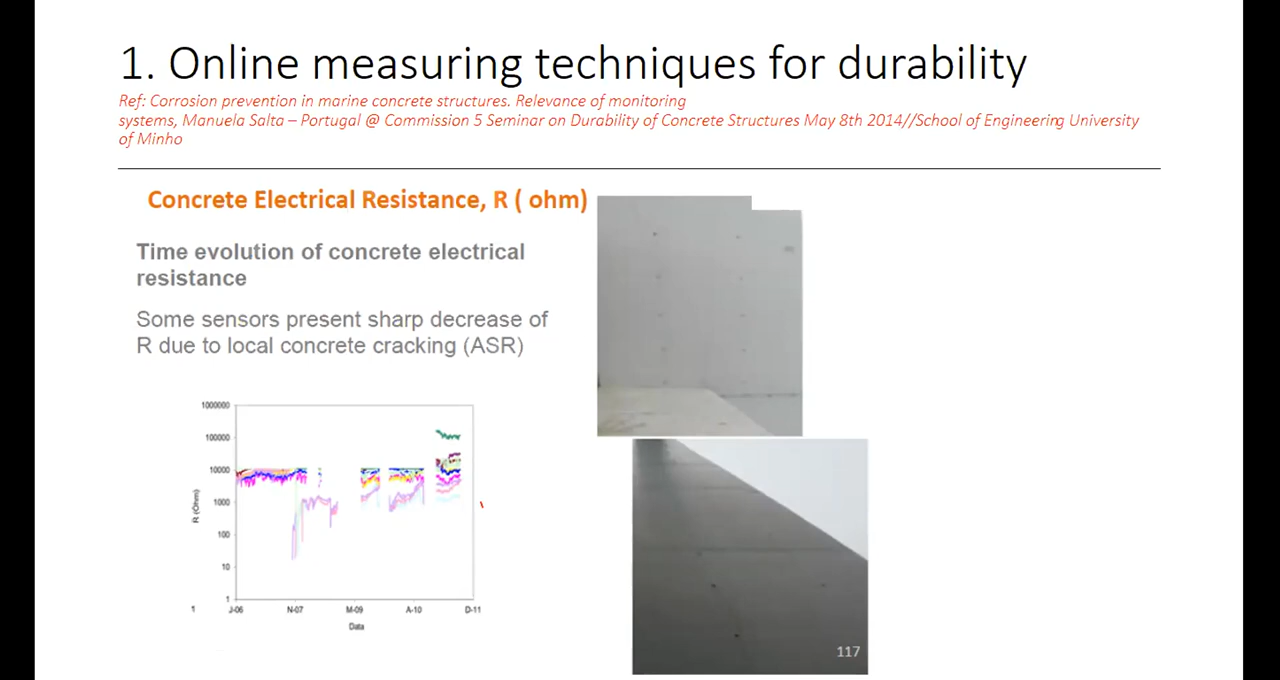 1. Online measuring techniques for durability
Ref: Corrosion prevention in marine concrete structures. Relevance of monitoring
systems, Manuela Salta – Portugal @ Commission 5 Seminar on Durability of Concrete Structures May 8th 2014//School of Engineering University
of Minho
Concrete Electrical Resistance, R ( ohm)
Time evolution of concrete electrical
resistance
Some sensors present sharp decrease of
R due to local concrete cracking (ASR)
1000000
100000
10000
1000
100
10
1
R (Ohm)
1
J-06 N-07 M-09 A-10 D-11
Data
117